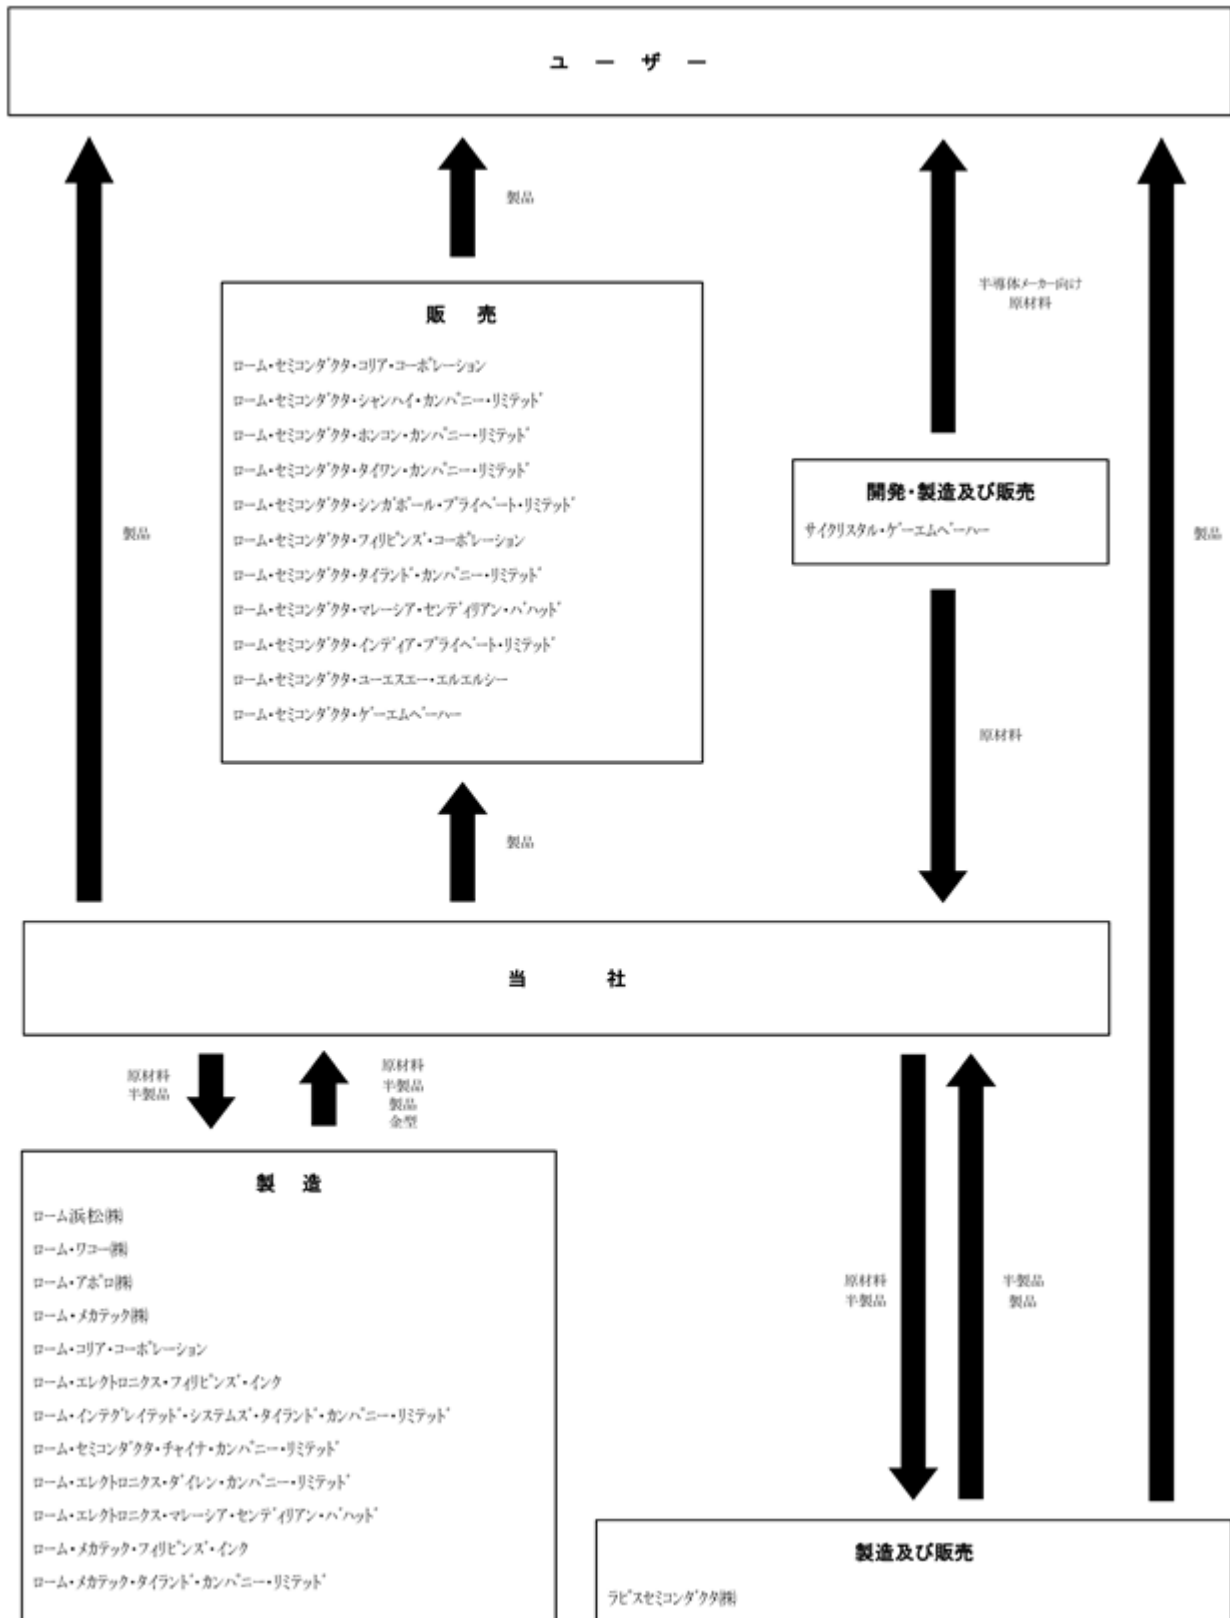 ユーザー
製品
半導体メーカー向け
原材料
販 売
ローム・セミコンダクタ・コリア・コーポレーション
ローム・セミコンダクタ・シャンハイ・カンパニー・リミテッド
ローム・セミコンダクタ・ホンコン・カンパニー・リミテッド
ローム・セミコンダクタ・タイワン・カンパニー・リミテッド
ローム・セミコンダクタ・シンガポール・プライベート・リミテッド
ローム・セミコンダクタ・フィリピンズ・コーポレーション
ローム・セミコンダクタ・タイランド・カンパニー・リミテッド
ローム・セミコンダクタ・マレーシア・センディリアン・バハッド
ローム・セミコンダクタ・インディア・プライベート・リミテッド
ローム・セミコンダクタ・ユーエスエー・エルエルシー
ローム・セミコンダクタ・ゲーエムベーハー
開発・製造及び販売
サイクリスタル・ゲーエムベーハー
製品
製品
原材料
製品
当 社
原材料
半製品
原材料
半製品
製品
金型
製 造
ローム浜松㈱
ローム・ワコー㈱
ローム・アポロ㈱
ローム・メカテック㈱
ローム・コリア・コーポレーション
ローム・エレクトロニクス・フィリピンズ・インク
ローム・インテグレイテッド・システムズ・タイランド・カンパニー・リミテッド
ローム・セミコンダクタ・チャイナ・カンパニー・リミテッド
ローム・エレクトロニクス・ダイレン・カンパニー・リミテッド
ローム・エレクトロニクス・マレーシア・センディリアン・バハッド
ローム・メカテック・フィリピンズ・インク
ローム・メカテック・タイランド・カンパニー・リミテッド
原材料
半製品
半製品
製品
製造及び販売
ラピスセミコンダクタ㈱